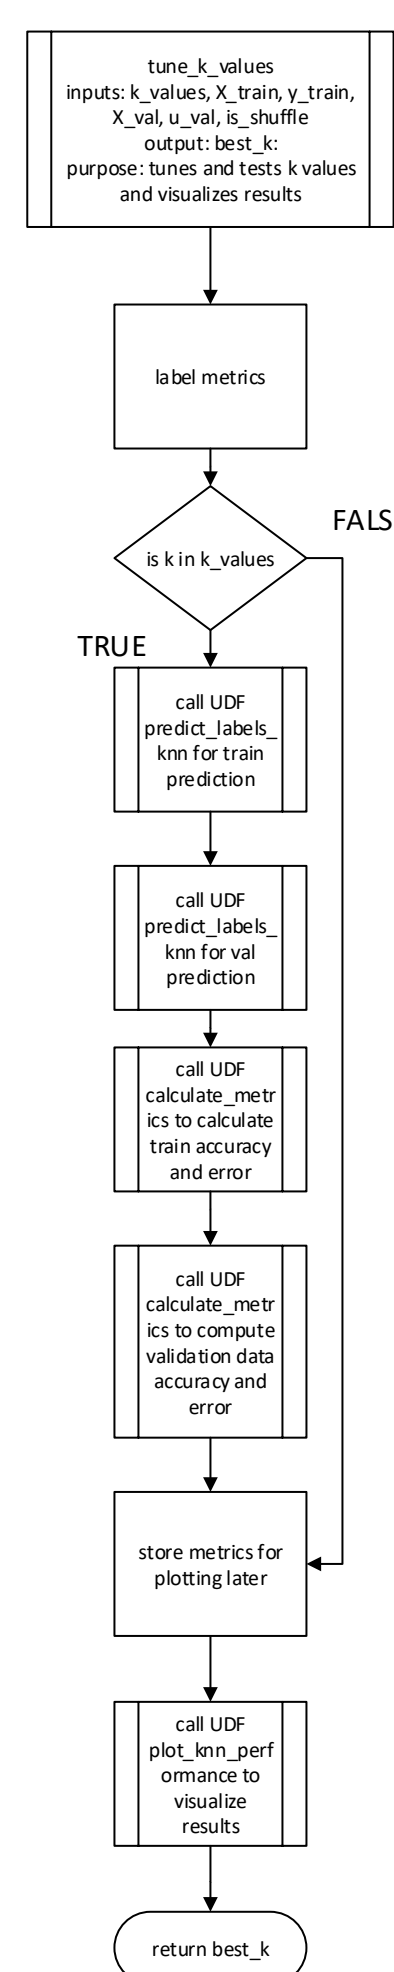 tune_k_values
inputs: k_values, X_train, y_train,
X_val, u_val, is_shuffle
output: best_k:
purpose: tunes and tests k values
and visualizes results
label metrics
FALS
is k in k_values
TRUE
call UDF
predict_labels_
knn for train
prediction
call UDF
predict_labels_
knn for val
prediction
call UDF
calculate_metr
ics to calculate
train accuracy
and error
call UDF
calculate_metr
ics to compute
validation data
accuracy and
error
store metrics for
plotting later
call UDF
plot_knn_perf
ormance to
visualize
results
return best_k